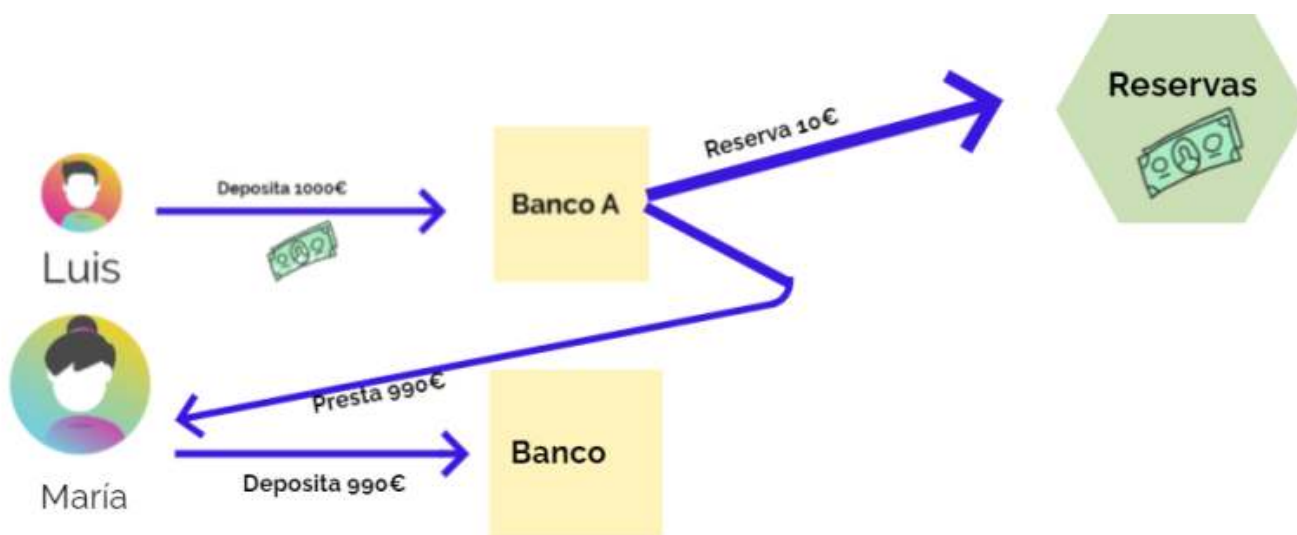 Reservas
Reserva 10€
Deposita 1000€
Banco A
Luis
Presta 990€
Banco
Deposita 990€
María